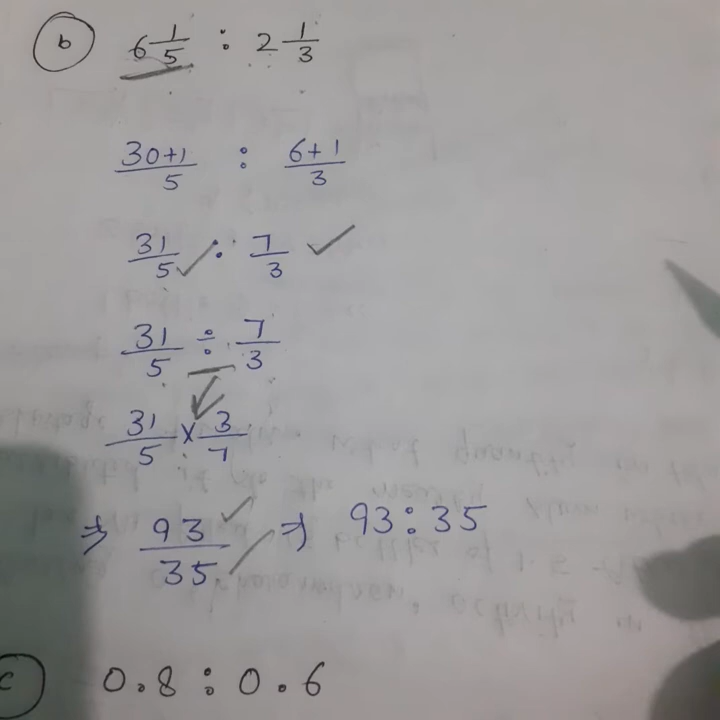 b 6 1/5 : 2 1/3
30+1/5 : 6+1/3
31/5 : 7/3
31/5 ÷ 7/3
31/5 x 3/7
⇒ 93/35 ⇒ 93:35
c 0.8:0.6